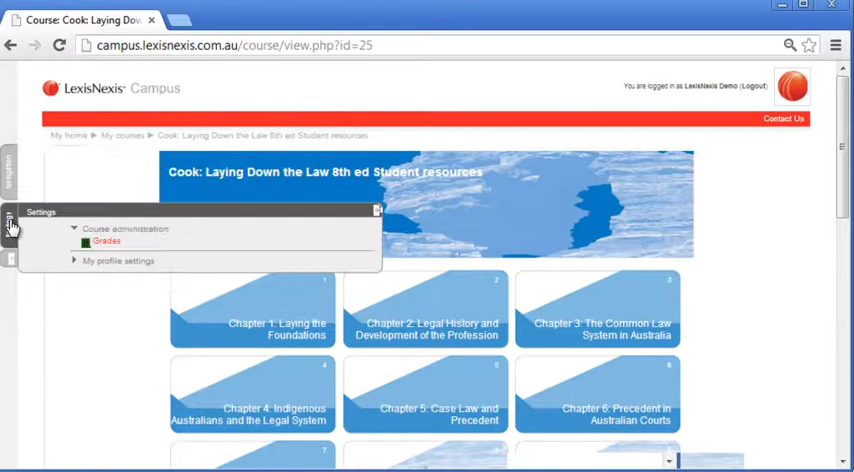 Course: Cook: Laying Dow
campus.lexisnexis.com.au/course/view.php?id=25
LexisNexis® Campus
You are logged in as LexisNexis Demo (Logout)
Contact Us
My home ► My courses ► Cook: Laying Down the Law 8th ed Student resources
Navigation
Cook: Laying Down the Law 8th ed Student resources
Settings
Course administration
Grades
My profile settings
1
Chapter 1: Laying the
Foundations
2
Chapter 2: Legal History and
Development of the Profession
3
Chapter 3: The Common Law
System in Australia
4
Chapter 4: Indigenous
Australians and the Legal System
5
Chapter 5: Case Law and
Precedent
6
Chapter 6: Precedent in
Australian Courts
7